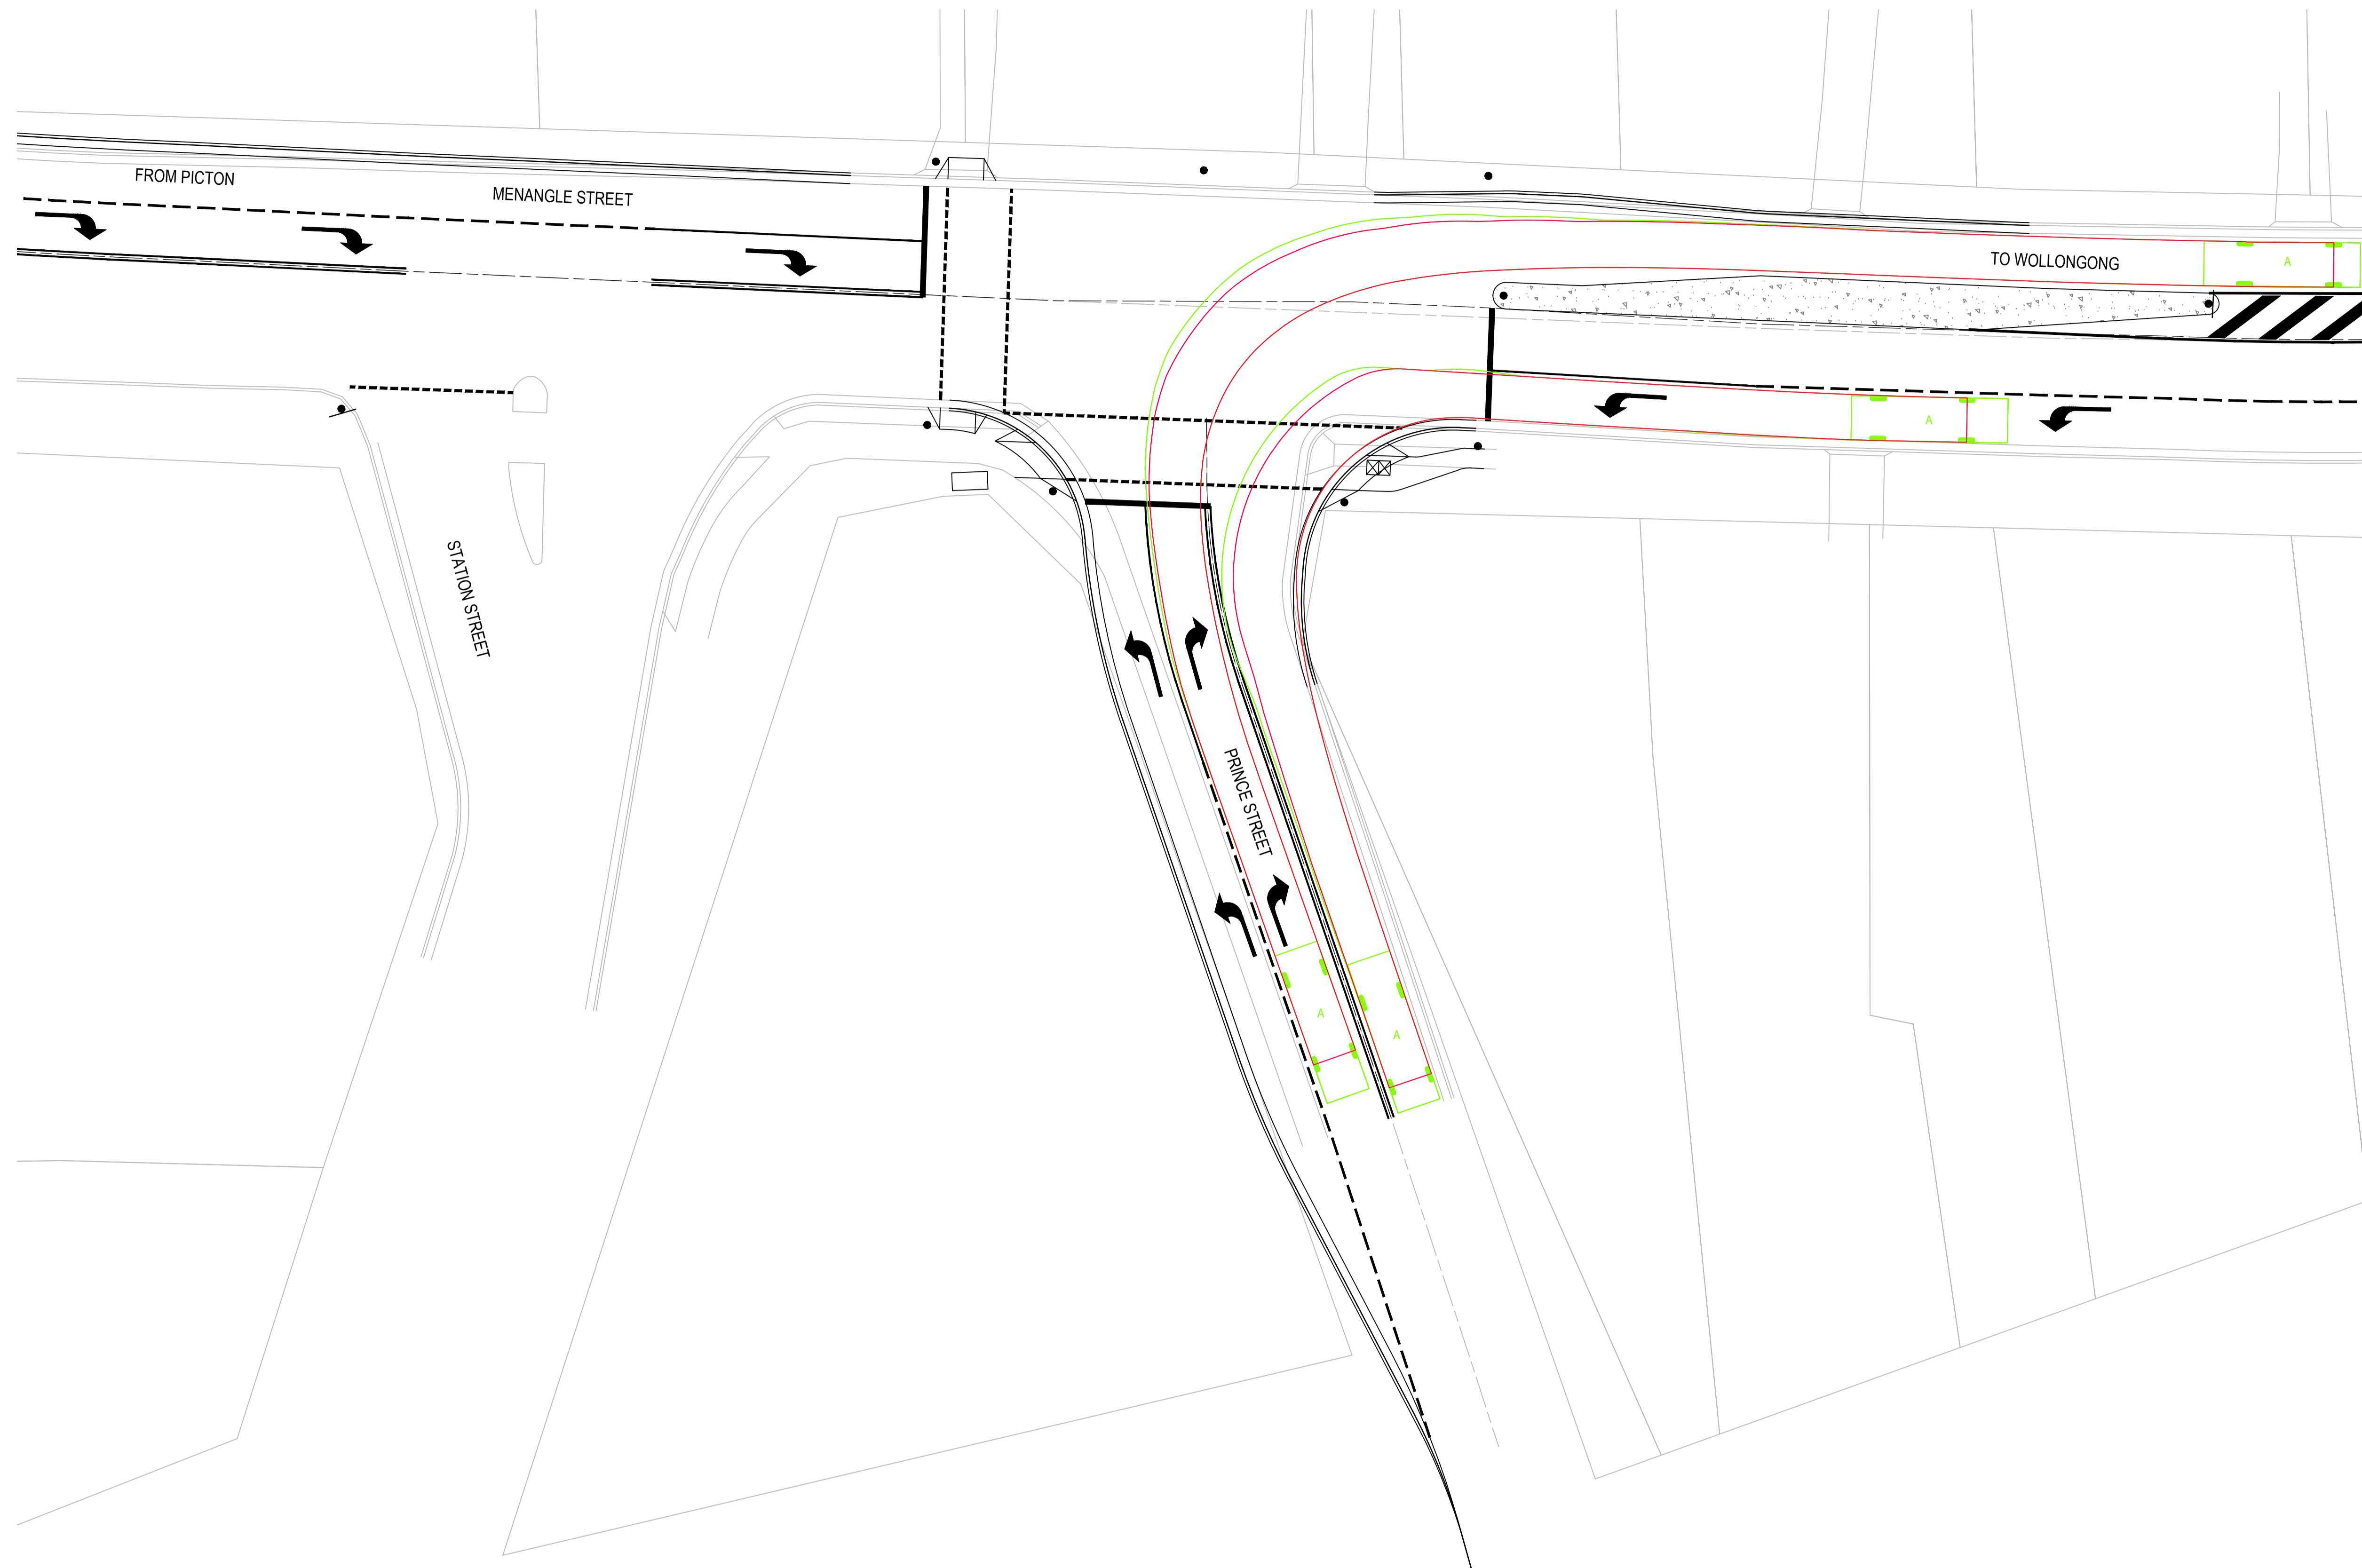 FROM PICTON
MENANGLE STREET
TO WOLLONGONG
A
A
STATION STREET
PRINCE STREET
A
A